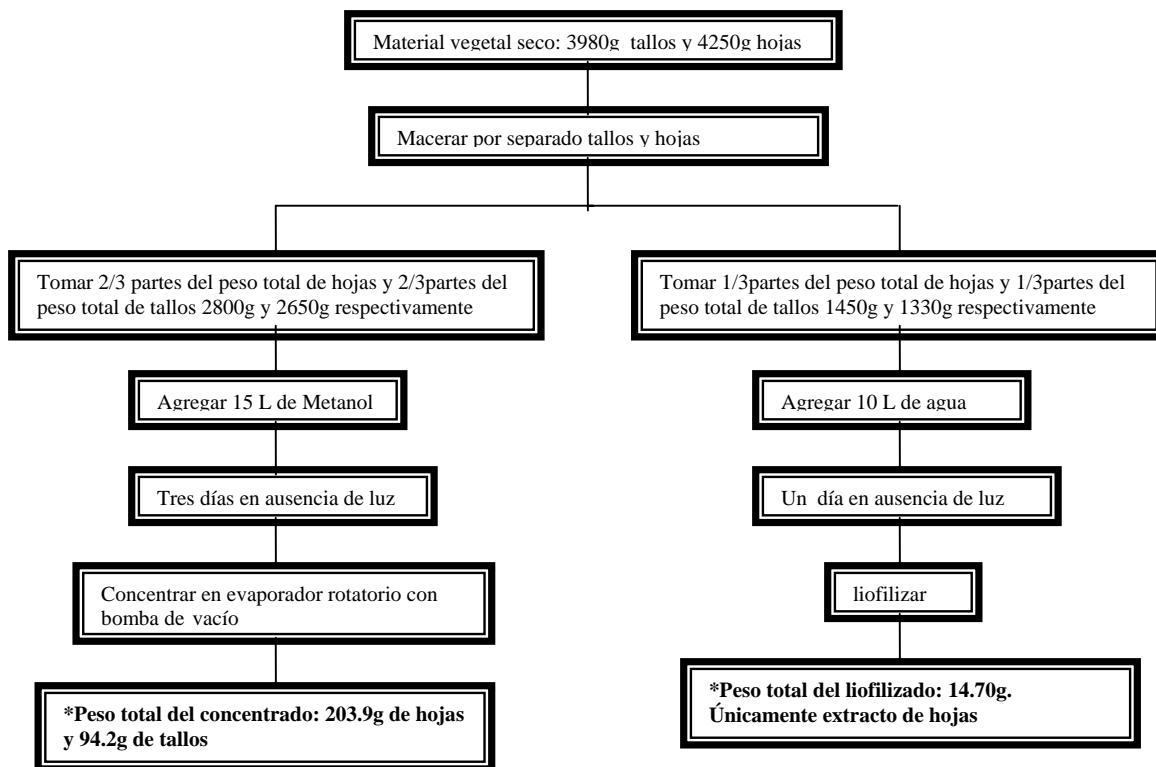 Material vegetal seco: 3980g tallos y 4250g hojas
Macerar por separado tallos y hojas
Tomar 2/3 partes del peso total de hojas y 2/3partes del
peso total de tallos 2800g y 2650g respectivamente
Tomar 1/3partes del peso total de hojas y 1/3partes del
peso total de tallos 1450g y 1330g respectivamente
Agregar 15 L de Metanol
Agregar 10 L de agua
Tres días en ausencia de luz
Un día en ausencia de luz
Concentrar en evaporador rotatorio con
bomba de vacío
liofilizar
*Peso total del concentrado: 203.9g de hojas
y 94.2g de tallos
*Peso total del liofilizado: 14.70g.
Únicamente extracto de hojas